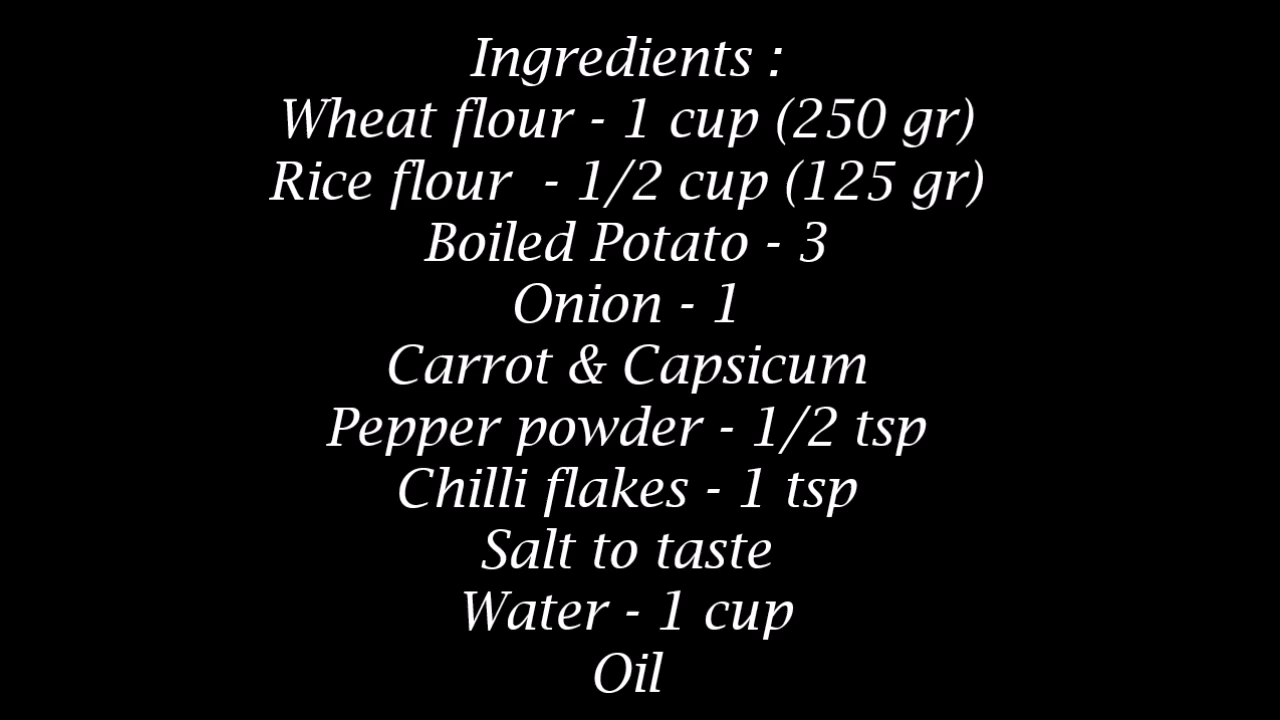 Ingredients :
Wheat flour - 1 cup (250 gr)
Rice flour  - 1/2 cup (125 gr)
Boiled Potato - 3
Onion - 1
Carrot & Capsicum
Pepper powder - 1/2 tsp
Chilli flakes - 1 tsp
Salt to taste
Water - 1 cup
Oil